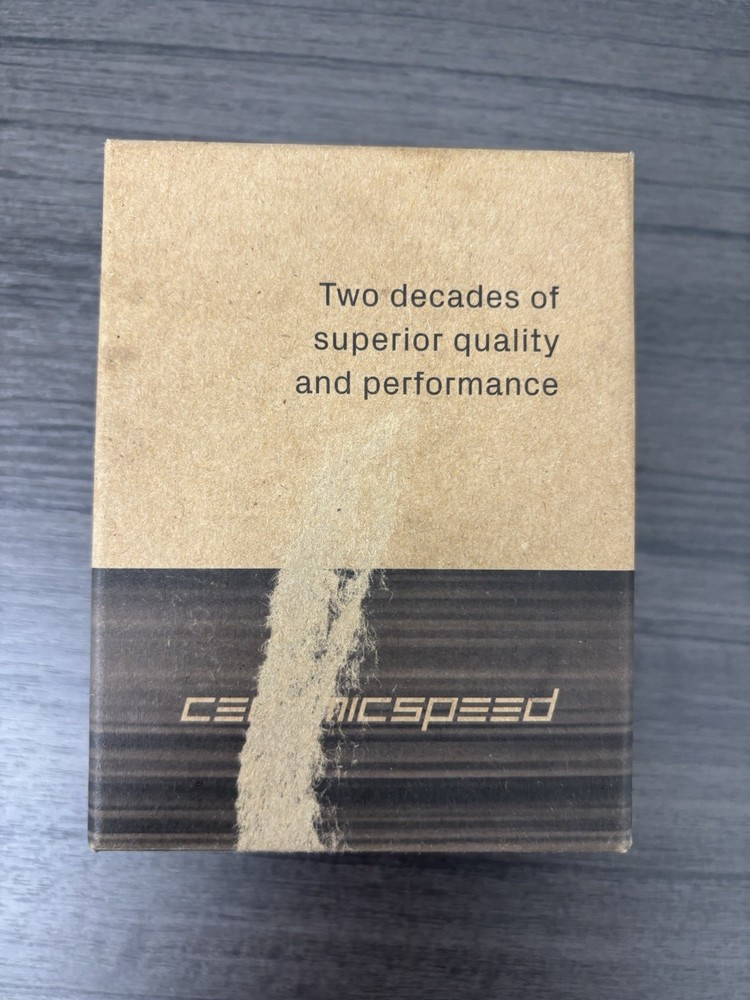 Two decades of
superior quality
and performance